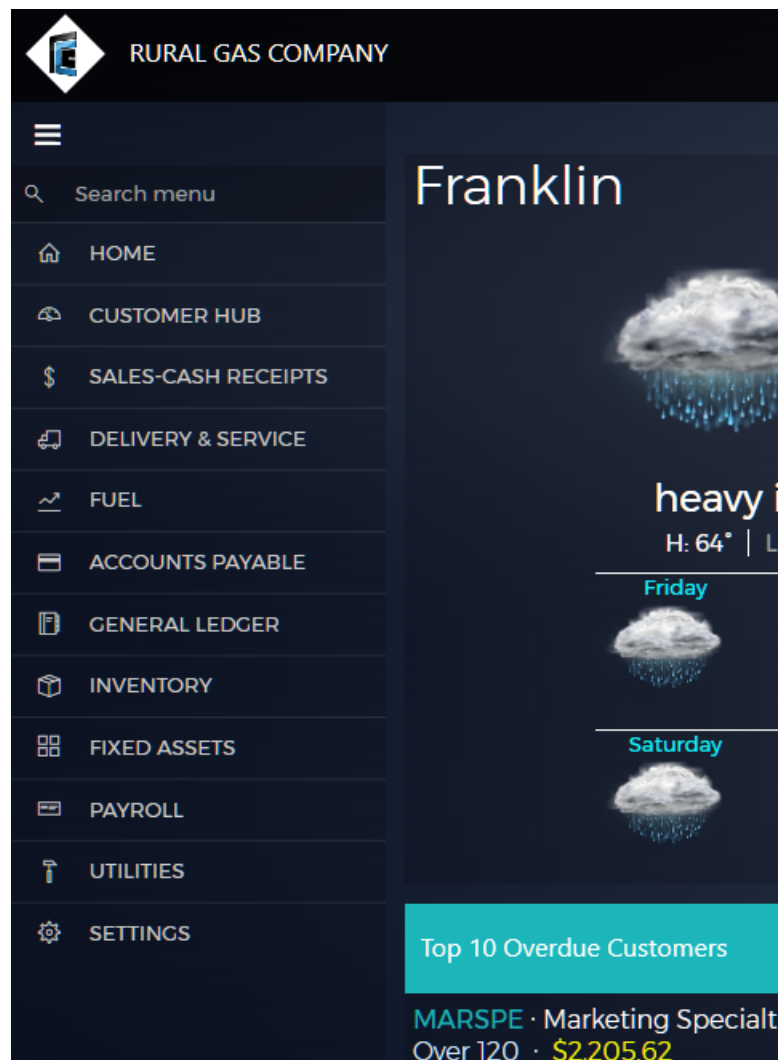 RURAL GAS COMPANY
Search menu
HOME
CUSTOMER HUB
SALES-CASH RECEIPTS
DELIVERY & SERVICE
FUEL
ACCOUNTS PAYABLE
GENERAL LEDGER
INVENTORY
FIXED ASSETS
PAYROLL
UTILITIES
SETTINGS
Franklin
heavy
H: 64° | L
Friday
Saturday
Top 10 Overdue Customers
MARSPE · Marketing Specialt
Over 120 · $2,205.62